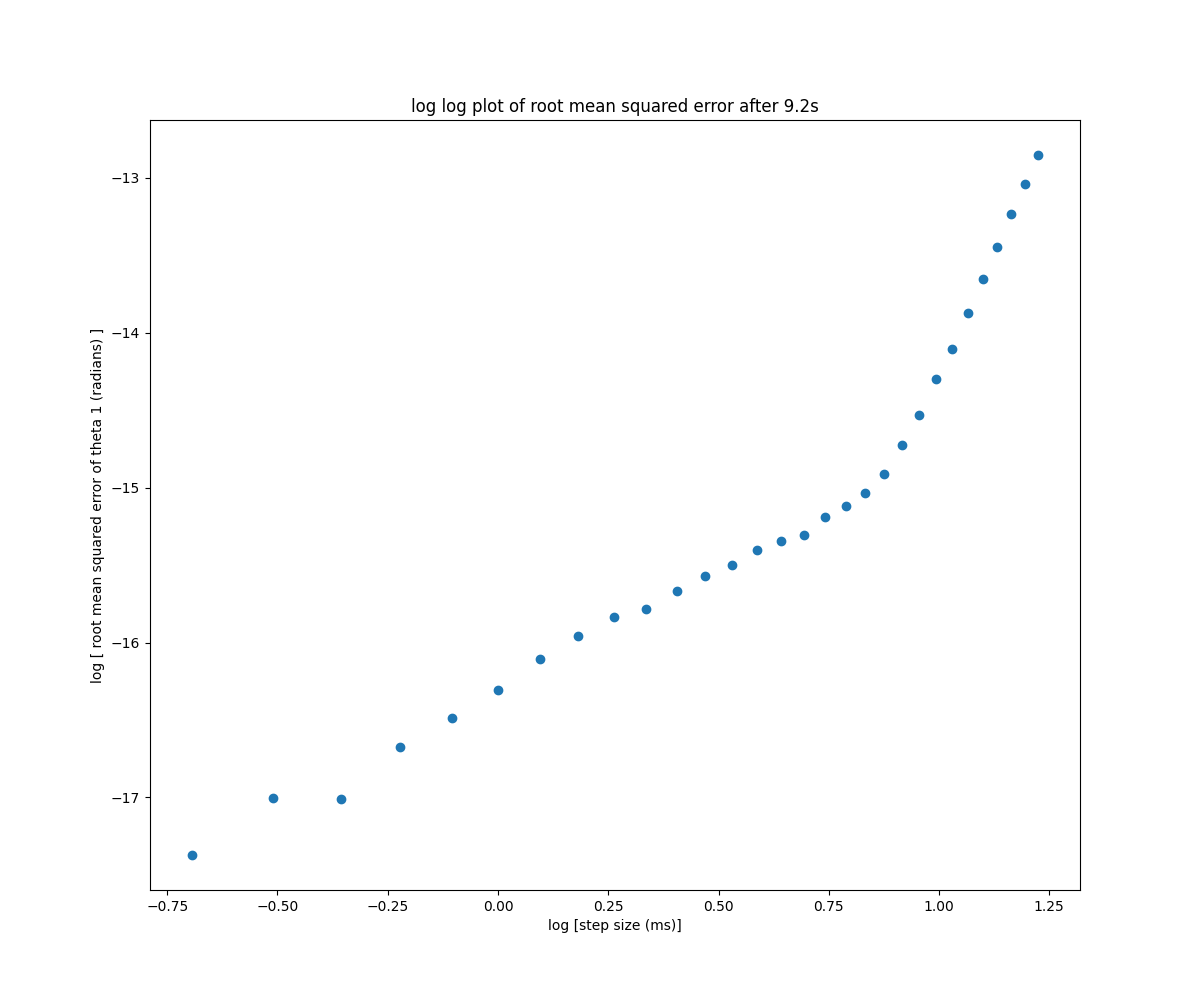 log log plot of root mean squared error after 9.2s
−13
−14
−15
−16
−17
log [ root mean squared error of theta 1 (radians) ]
−0.75 −0.50 −0.25 0.00 0.25 0.50 0.75 1.00 1.25
log [step size (ms)]